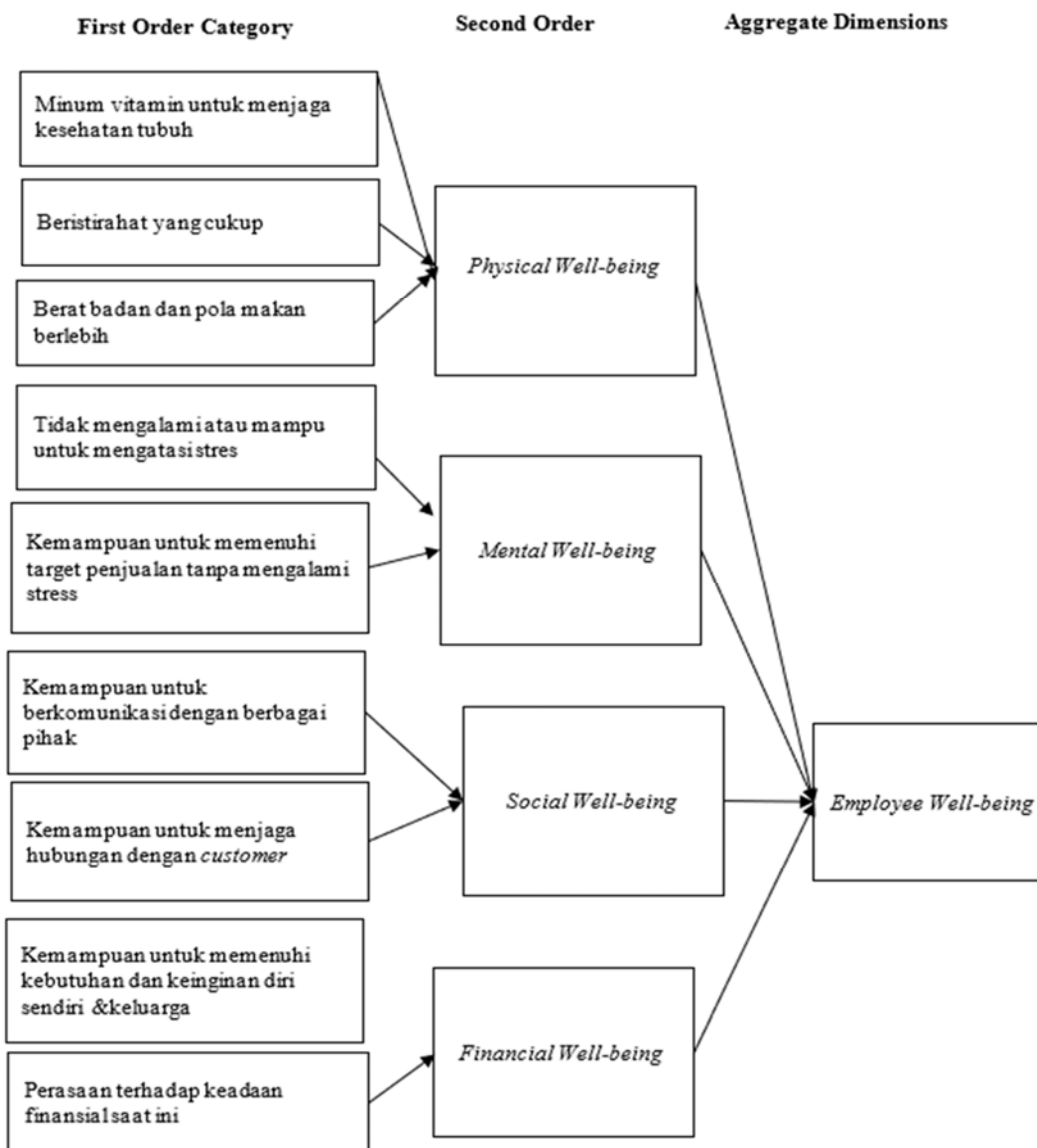 First Order Category
Second Order
Aggregate Dimensions
Minum vitamin untuk menjaga
kesehatan tubuh
Beristirahat yang cukup
Physical Well-being
Berat badan dan pola makan
berlebih
Tidak mengalami atau mampu
untuk mengatasi stres
Mental Well-being
Kemampuan untuk memenuhi
target penjualan tanpa mengalami
stress
Kemampuan untuk
berkomunikasi dengan berbagai
pihak
Social Well-being
Employee Well-being
Kemampuan untuk menjaga
hubungan dengan customer
Kemampuan untuk memenuhi
kebutuhan dan keinginan diri
sendiri &keluarga
Financial Well-being
Perasaan terhadap keadaan
finansial saat ini